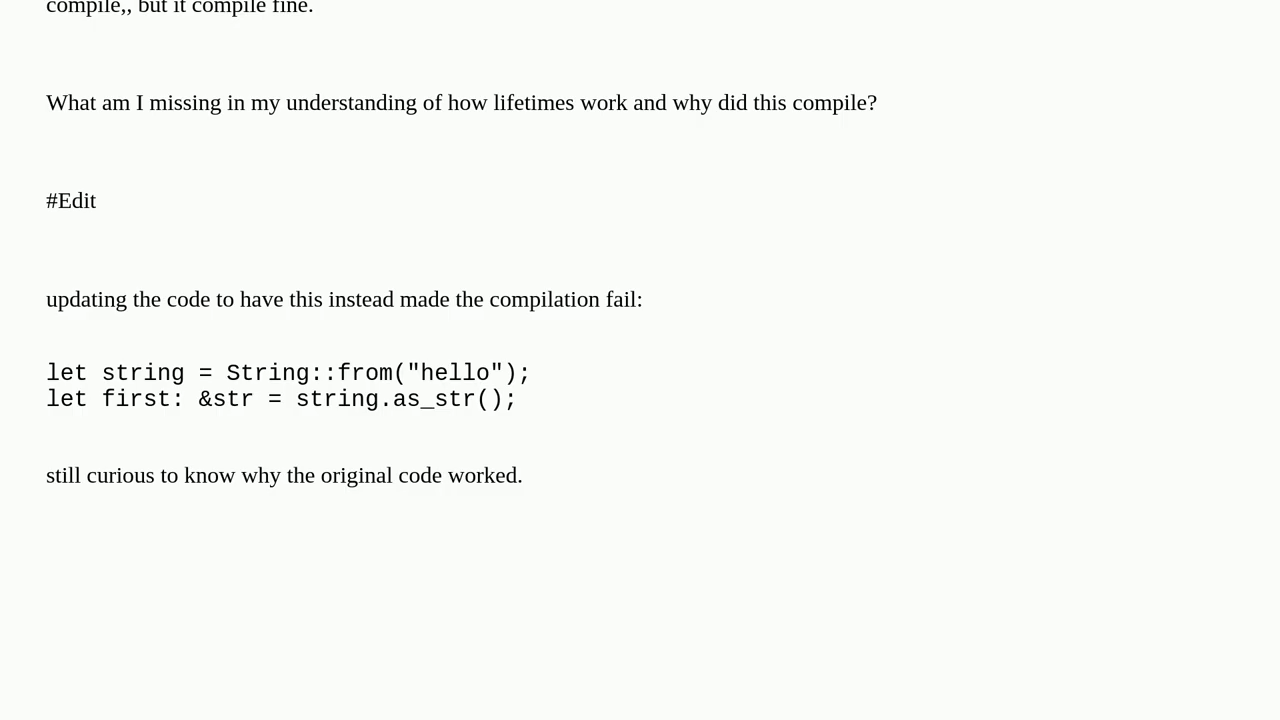 compile,, but it compile fine.
What am I missing in my understanding of how lifetimes work and why did this compile?
#Edit
updating the code to have this instead made the compilation fail:
let string = String::from("hello");
let first: &str = string.as_str();
still curious to know why the original code worked.